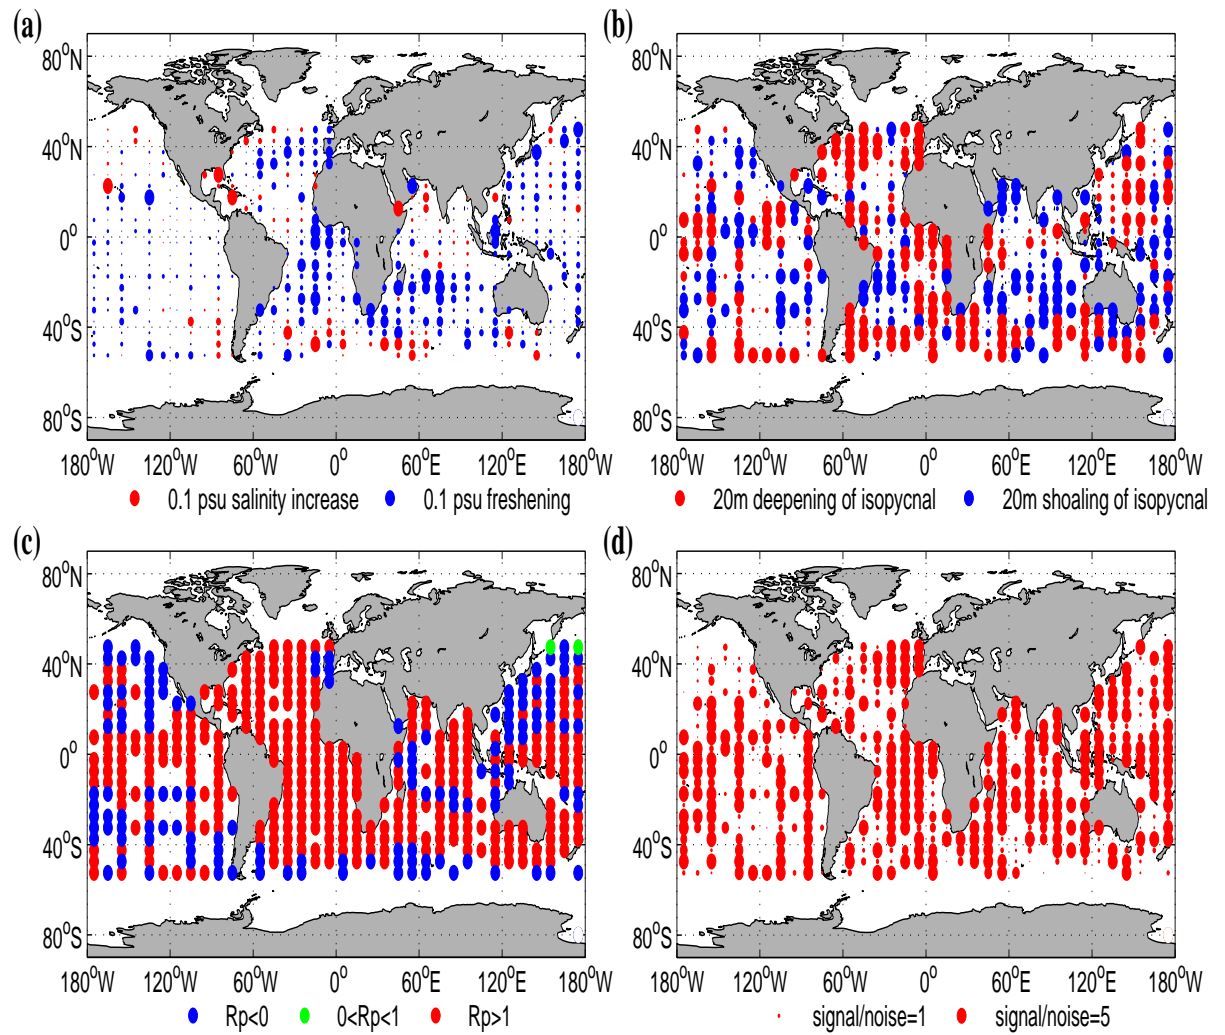 (a)
(b)
80°N
40°N
0°
40°S
80°S
180°W 120°W 60°W 0° 60°E 120°E 180°W
0.1 psu salinity increase 0.1 psu freshening
80°N
40°N
0°
40°S
80°S
180°W 120°W 60°W 0° 60°E 120°E 180°W
20m deepening of isopycnal 20m shoaling of isopycnal
(c)
(d)
80°N
40°N
0°
40°S
80°S
180°W 120°W 60°W 0° 60°E 120°E 180°W
Rp<0 0<Rp<1 Rp>1
80°N
40°N
0°
40°S
80°S
180°W 120°W 60°W 0° 60°E 120°E 180°W
signal/noise=1 signal/noise=5